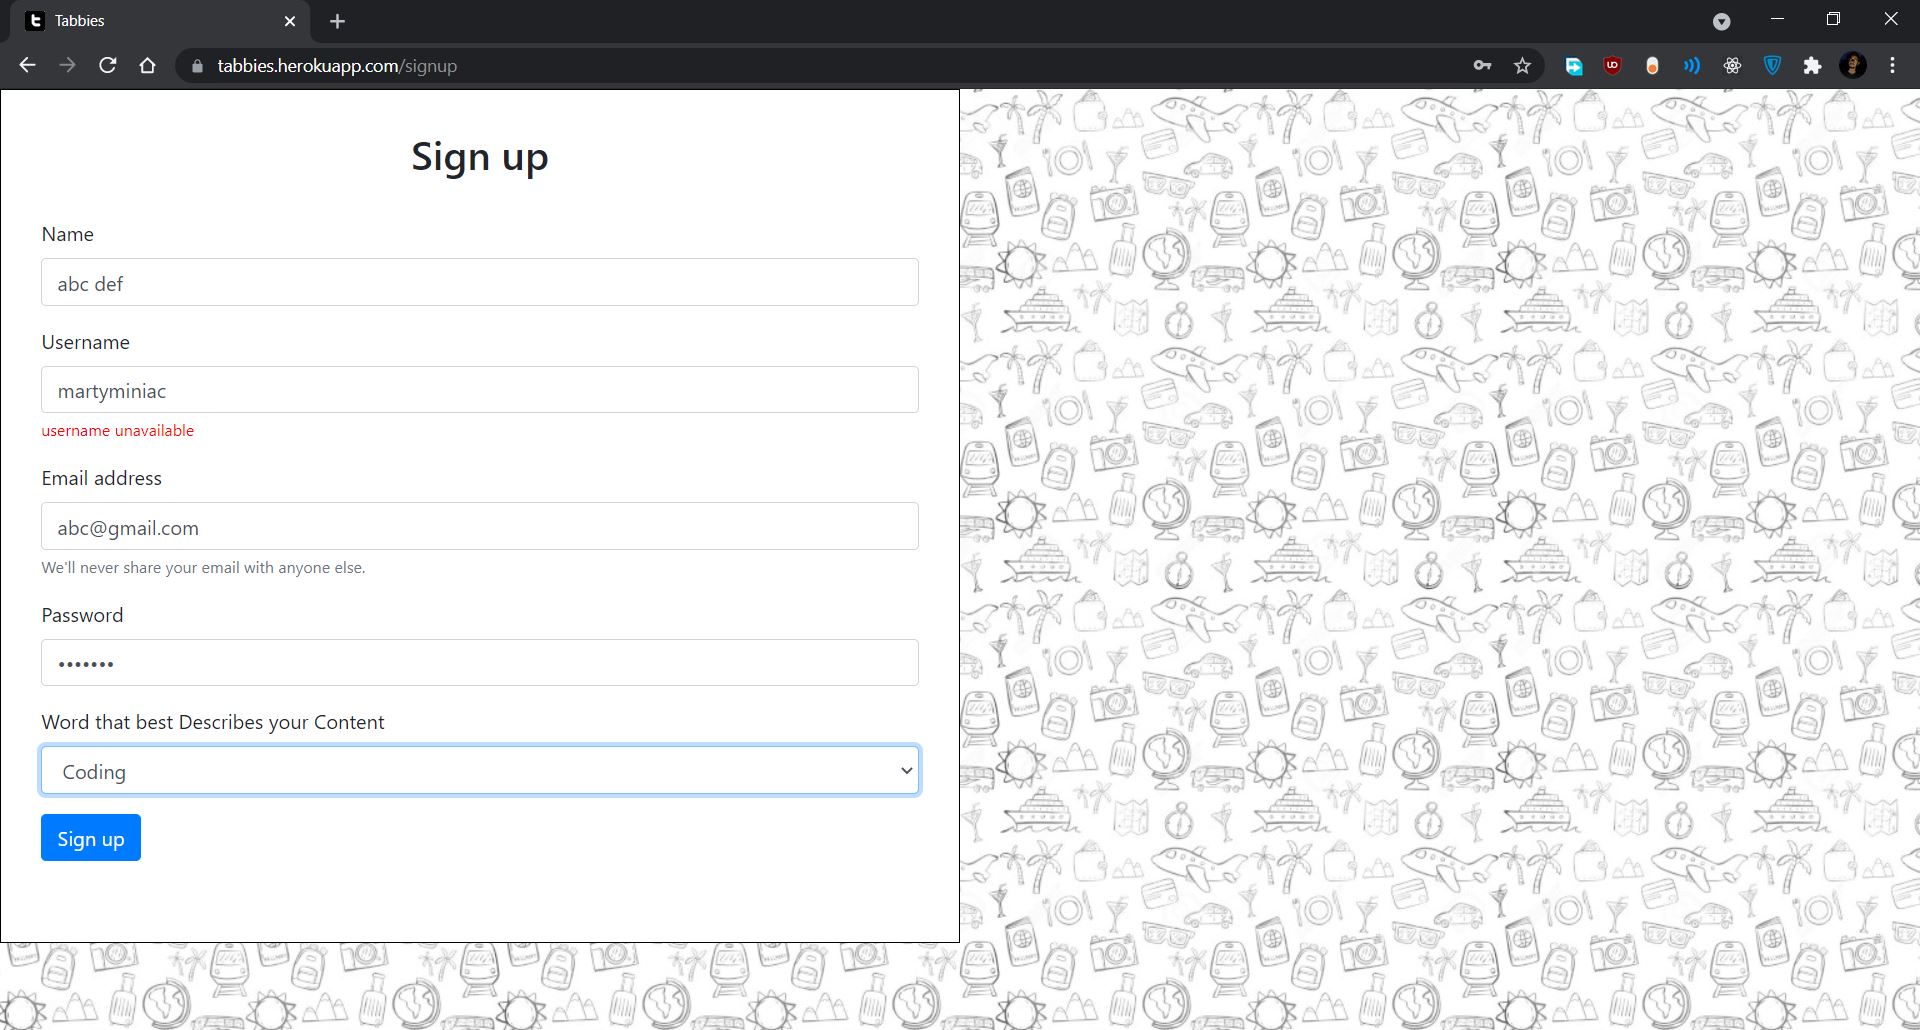 Tabbies
tabbies.herokuapp.com/signup
Sign up
Name
abc def
Username
martyminiac
username unavailable
Email address
abc@gmail.com
We'll never share your email with anyone else.
Password
•••••••
Word that best Describes your Content
Coding
Sign up